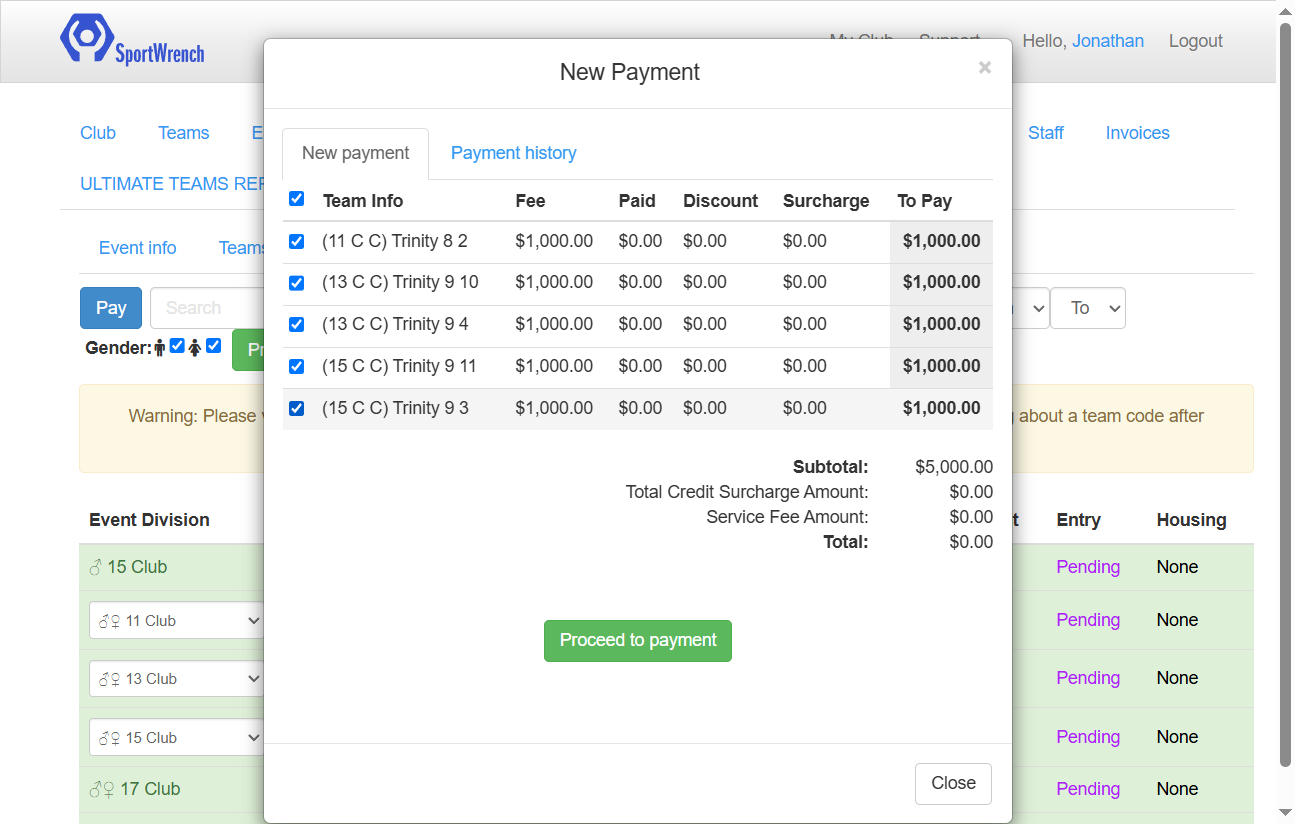 SportWrench
My Club Support Hello, Jonathan Logout
New Payment ×
Club Teams E Staff Invoices
New payment Payment history
ULTIMATE TEAMS REF
Team Info Fee Paid Discount Surcharge To Pay
Event info Teams
(11 C C) Trinity 8 2 $1,000.00 $0.00 $0.00 $0.00 $1,000.00
(13 C C) Trinity 9 10 $1,000.00 $0.00 $0.00 $0.00 $1,000.00
Pay Search To
(13 C C) Trinity 9 4 $1,000.00 $0.00 $0.00 $0.00 $1,000.00
Gender: Pr
(15 C C) Trinity 9 11 $1,000.00 $0.00 $0.00 $0.00 $1,000.00
(15 C C) Trinity 9 3 $1,000.00 $0.00 $0.00 $0.00 $1,000.00
Warning: Please about a team code after
Subtotal: $5,000.00
Total Credit Surcharge Amount: $0.00
Service Fee Amount: $0.00
Total: $0.00
Event Division t Entry Housing
♂ 15 Club Pending None
♂♀ 11 Club Pending None
Proceed to payment
♂♀ 13 Club Pending None
♂♀ 15 Club Pending None
♂♀ 17 Club Pending None
Close